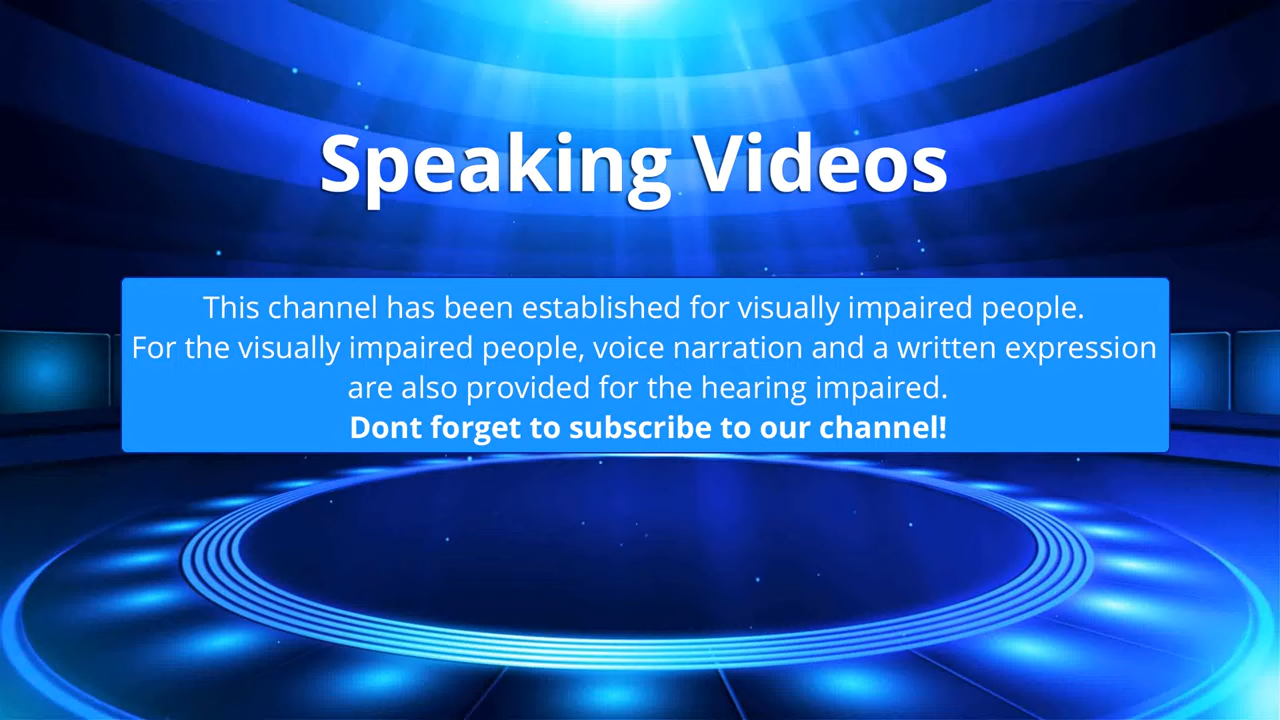 Speaking Videos
This channel has been established for visually impaired people.
For the visually impaired people, voice narration and a written expression
are also provided for the hearing impaired.
Dont forget to subscribe to our channel!